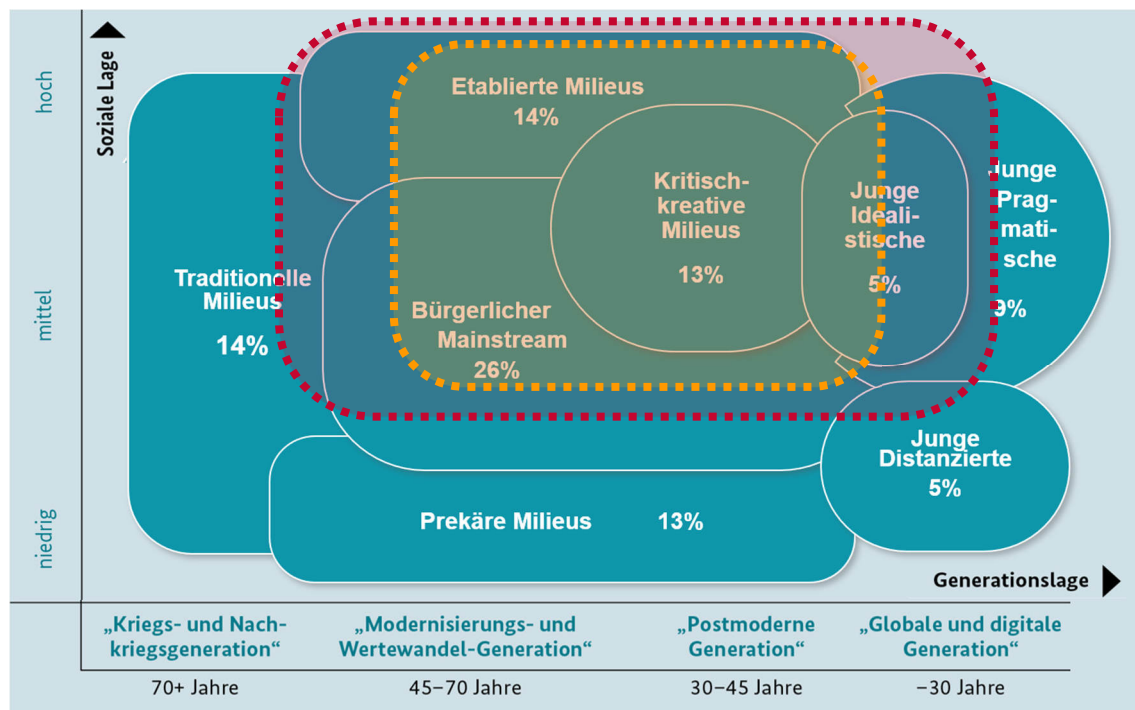 Soziale Lage
hoch
mittel
niedrig
Etablierte Milieus
14%
Kritisch-
kreative
Milieus
13%
Junge
Ideali-
stische
5%
Junge
Prag-
mati-
sche
9%
Traditionelle
Milieus
14%
Bürgerlicher
Mainstream
26%
Junge
Distanzierte
5%
Prekäre Milieus 13%
Generationslage
„Kriegs- und Nach-
kriegsgeneration“
„Modernisierungs- und
Wertewandel-Generation“
„Postmoderne
Generation“
„Globale und digitale
Generation“
70+ Jahre
45–70 Jahre
30–45 Jahre
–30 Jahre